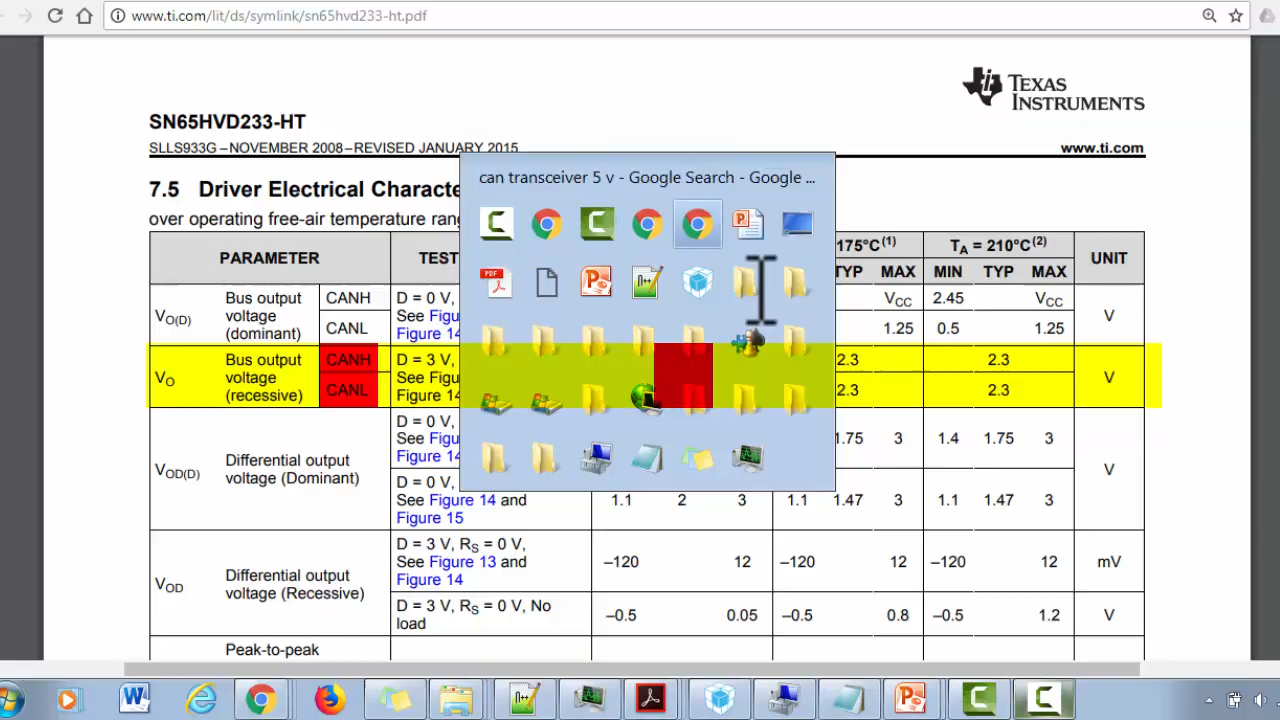 www.ti.com/lit/ds/symlink/sn65hvd233-ht.pdf
TEXAS
INSTRUMENTS
SN65HVD233-HT
SLLS933G – NOVEMBER 2008 – REVISED JANUARY 2015
www.ti.com
7.5 Driver Electrical Characte
over operating free-air temperature rang
can transceiver 5 v - Google Search - Google ...
PARAMETER TEST 175°C(1) TA = 210°C(2) UNIT
TYP MAX MIN TYP MAX
VO(D) Bus output voltage (dominant) CANH D = 0 V, VCC 2.45 VCC V
See Figu
CANL Figure 14 1.25 0.5 1.25
VO Bus output voltage (recessive) CANH D = 3 V, 2.3 2.3 V
See Figu
CANL Figure 14 2.3 2.3
VOD(D) Differential output voltage (Dominant) D = 0 V, 1.75 3 1.4 1.75 3 V
See Figu
Figure 14
D = 0 V,
See Figure 14 and 1.1 2 3 1.1 1.47 3 1.1 1.47 3
Figure 15
VOD Differential output voltage (Recessive) D = 3 V, RS = 0 V,
See Figure 13 and –120 12 –120 12 –120 12 mV
Figure 14
D = 3 V, RS = 0 V, No
load –0.5 0.05 –0.5 0.8 –0.5 1.2 V
Peak-to-peak